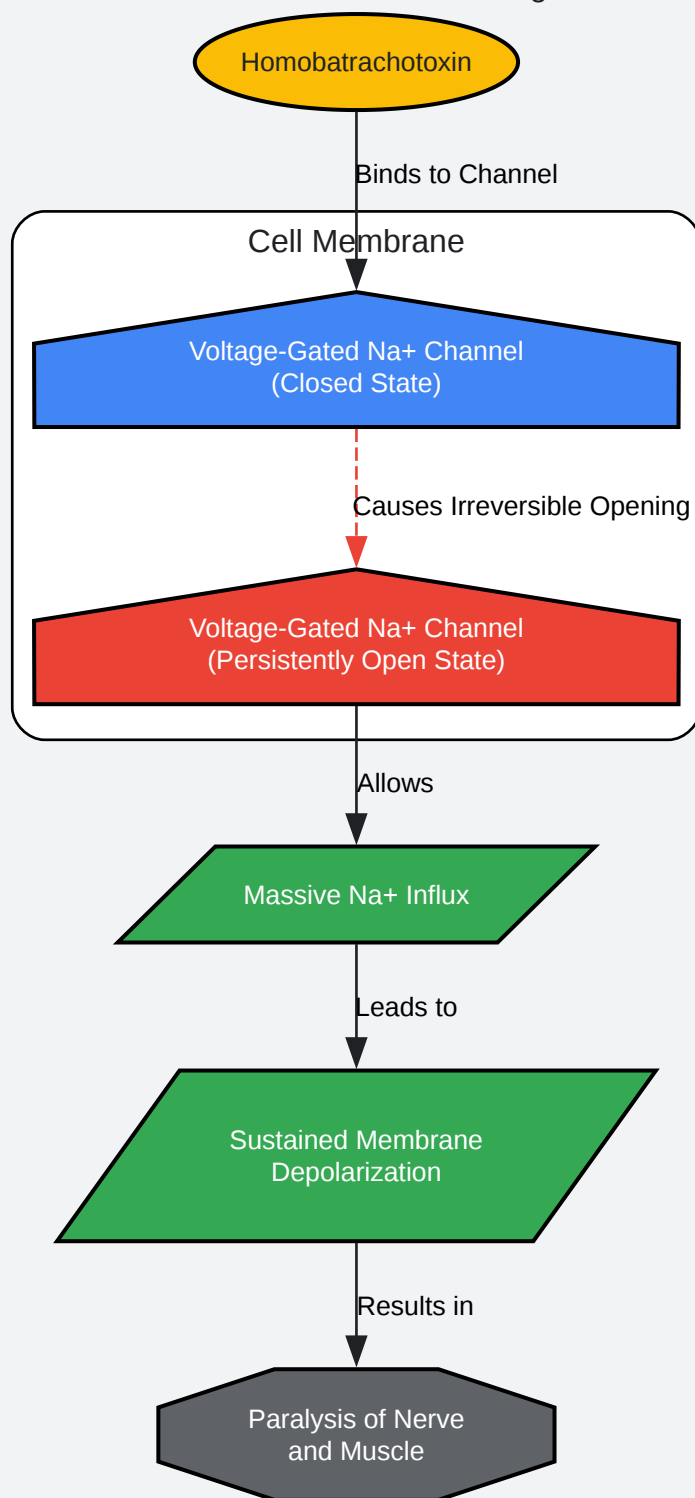 Homobatrachotoxin
Binds to Channel
Cell Membrane
Voltage-Gated Na+ Channel
(Closed State)
Causes Irreversible Opening
Voltage-Gated Na+ Channel
(Persistently Open State)
Allows
Massive Na+ Influx
Leads to
Sustained Membrane
Depolarization
Results in
Paralysis of Nerve
and Muscle